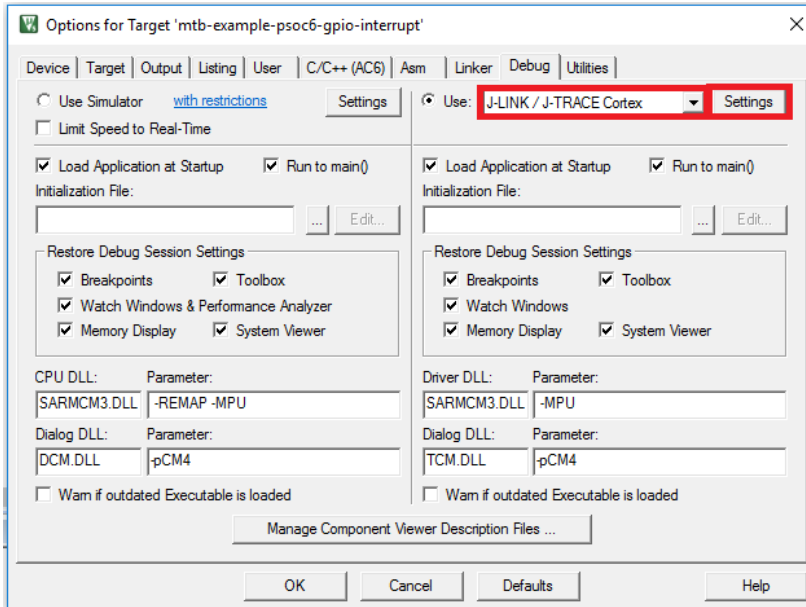 Options for Target 'mtb-example-psoc6-gpio-interrupt'
Device Target Output Listing User C/C++ (AC6) Asm Linker Debug Utilities
Use Simulator with restrictions Settings
Limit Speed to Real-Time
Use: J-LINK / J-TRACE Cortex Settings
Load Application at Startup Run to main()
Initialization File:
... Edit...
Restore Debug Session Settings
Breakpoints Toolbox
Watch Windows & Performance Analyzer
Memory Display System Viewer
CPU DLL: Parameter:
SARMCM3.DLL -REMAP -MPU
Dialog DLL: Parameter:
DCM.DLL -pCM4
Warn if outdated Executable is loaded
Load Application at Startup Run to main()
Initialization File:
... Edit...
Restore Debug Session Settings
Breakpoints Toolbox
Watch Windows
Memory Display System Viewer
Driver DLL: Parameter:
SARMCM3.DLL -MPU
Dialog DLL: Parameter:
TCM.DLL -pCM4
Warn if outdated Executable is loaded
Manage Component Viewer Description Files ...
OK Cancel Defaults Help